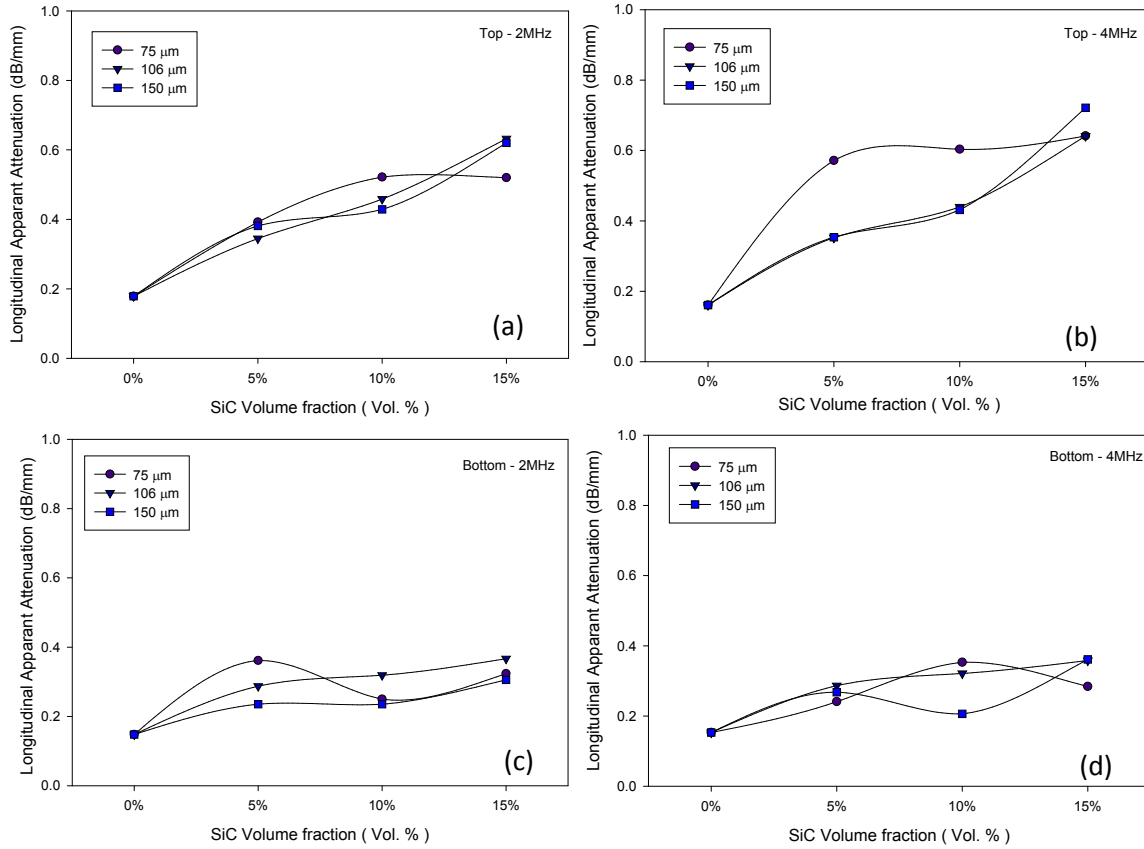 Top - 2MHz
75 μm
106 μm
150 μm
Longitudinal Apparant Attenuation (dB/mm)
1.0
0.8
0.6
0.4
0.2
0.0
(a)
0% 5% 10% 15%
SiC Volume fraction ( Vol. % )
Top - 4MHz
75 μm
106 μm
150 μm
Longitudinal Apparant Attenuation (dB/mm)
1.0
0.8
0.6
0.4
0.2
0.0
(b)
0% 5% 10% 15%
SiC Volume fraction ( Vol. % )
Bottom - 2MHz
75 μm
106 μm
150 μm
Longitudinal Apparant Attenuation (dB/mm)
1.0
0.8
0.6
0.4
0.2
0.0
(c)
0% 5% 10% 15%
SiC Volume fraction ( Vol. % )
Bottom - 4MHz
75 μm
106 μm
150 μm
Longitudinal Apparant Attenuation (dB/mm)
1.0
0.8
0.6
0.4
0.2
0.0
(d)
0% 5% 10% 15%
SiC Volume fraction ( Vol. % )